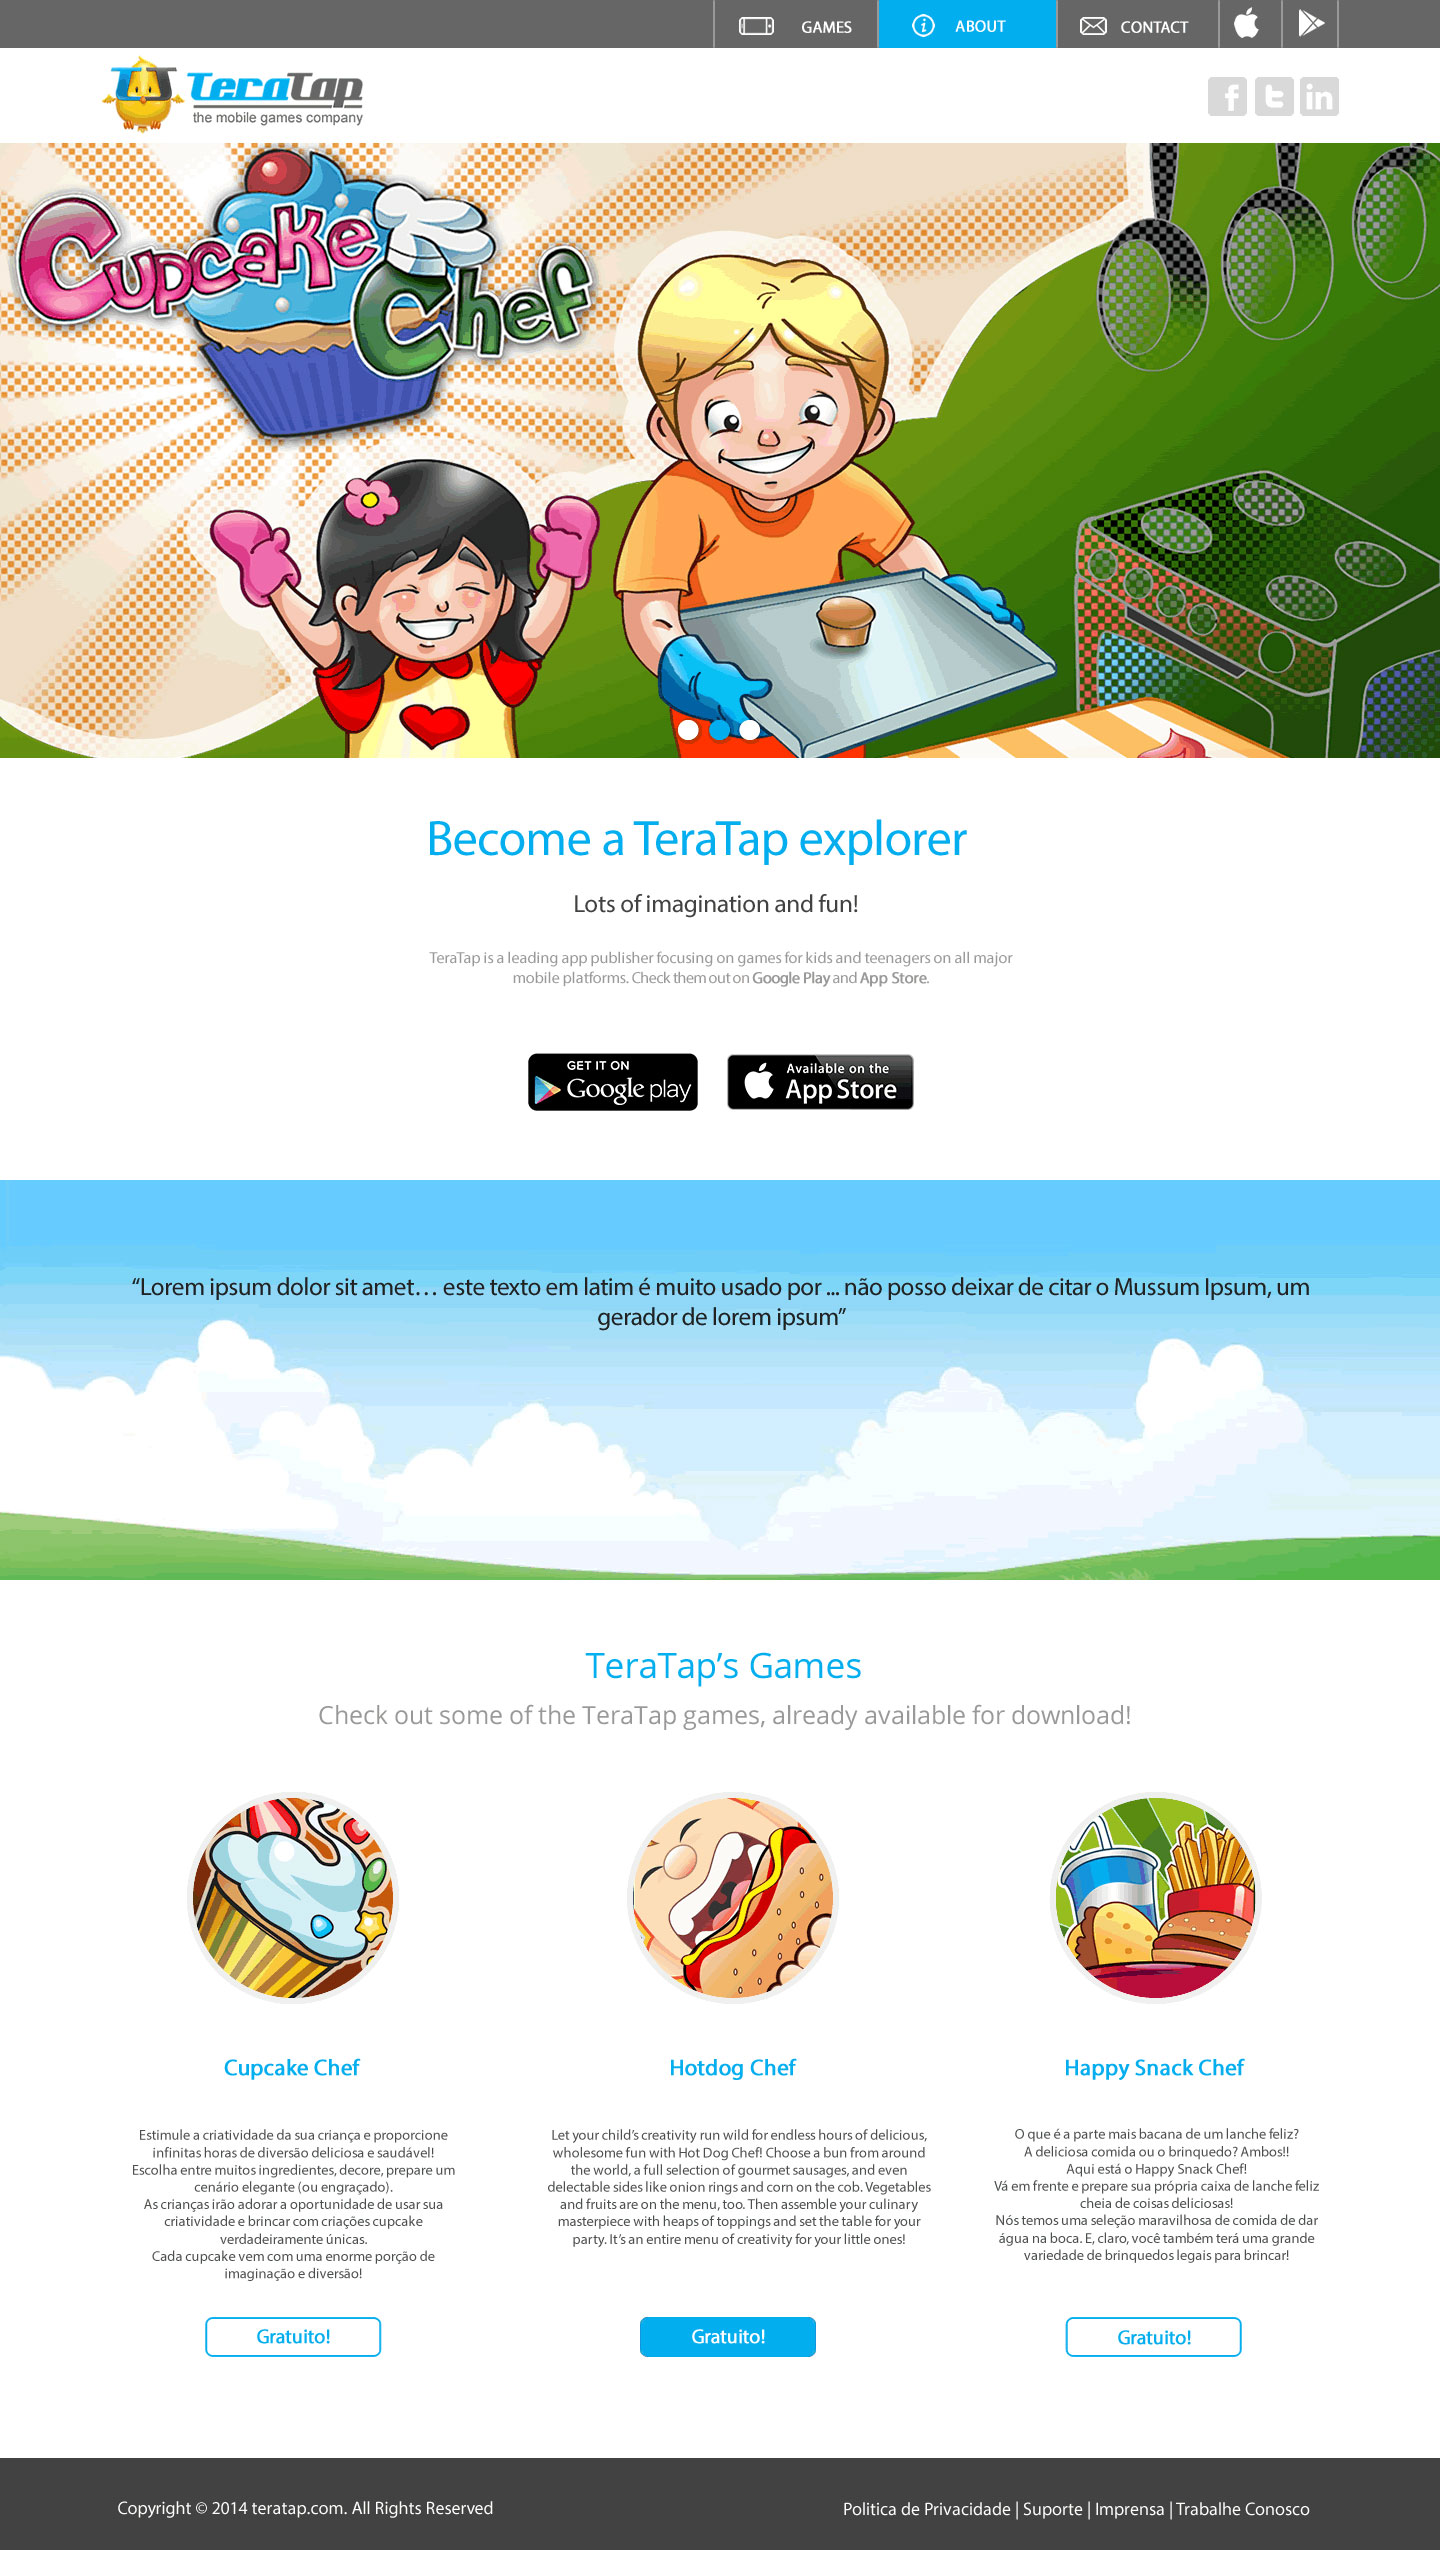 GAMES
ABOUT
CONTACT
TeraTap
the mobile games company
Cupcake
Chef
Become a TeraTap explorer
Lots of imagination and fun!
TeraTap is a leading app publisher focusing on games for kids and teenagers on all major
mobile platforms. Check them out on Google Play and App Store.
GET IT ON
Google play
Available on the
App Store
“Lorem ipsum dolor sit amet… este texto em latim é muito usado por ... não posso deixar de citar o Mussum Ipsum, um
gerador de lorem ipsum”
TeraTap’s Games
Check out some of the TeraTap games, already available for download!
Cupcake Chef
Estimule a criatividade da sua criança e proporcione
infinitas horas de diversão deliciosa e saudável!
Escolha entre muitos ingredientes, decore, prepare um
cenário elegante (ou engraçado).
As crianças irão adorar a oportunidade de usar sua
criatividade e brincar com criações cupcake
verdadeiramente únicas.
Cada cupcake vem com uma enorme porção de
imaginação e diversão!
Gratuito!
Hotdog Chef
Let your child’s creativity run wild for endless hours of delicious,
wholesome fun with Hot Dog Chef! Choose a bun from around
the world, a full selection of gourmet sausages, and even
delectable sides like onion rings and corn on the cob. Vegetables
and fruits are on the menu, too. Then assemble your culinary
masterpiece with heaps of toppings and set the table for your
party. It’s an entire menu of creativity for your little ones!
Gratuito!
Happy Snack Chef
O que é a parte mais bacana de um lanche feliz?
A deliciosa comida ou o brinquedo? Ambos!!
Aqui está o Happy Snack Chef!
Vá em frente e prepare sua própria caixa de lanche feliz
cheia de coisas deliciosas!
Nós temos uma seleção maravilhosa de comida de dar
água na boca. E, claro, você também terá uma grande
variedade de brinquedos legais para brincar!
Gratuito!
Copyright © 2014 teratap.com. All Rights Reserved
Politica de Privacidade | Suporte | Imprensa | Trabalhe Conosco